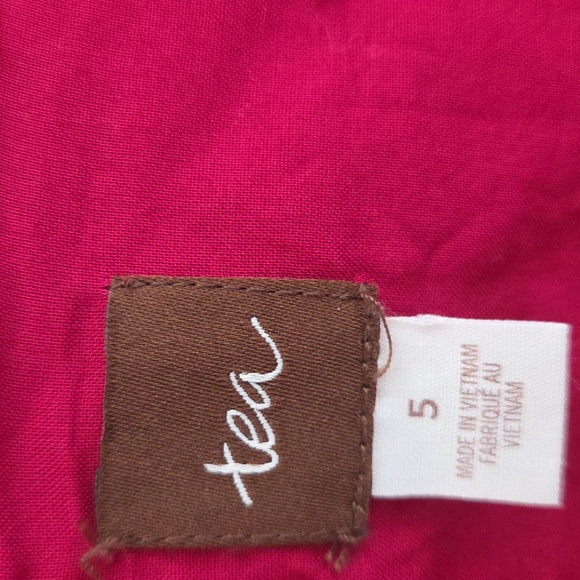 tea
5
MADE IN VIETNAM
FABRIQUÉ AU
VIETNAM